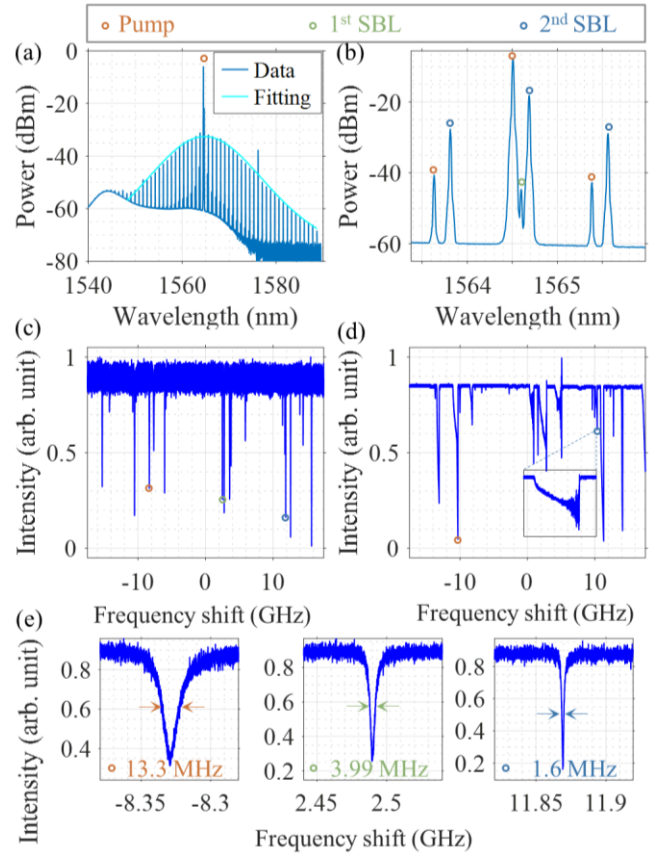 Pump 1st SBL 2nd SBL
(a) (b)
0
-20
-40
-60
-80
Power (dBm)
Data
Fitting
1540 1560 1580
Wavelength (nm)
-20
-40
-60
Power (dBm)
1564 1565
Wavelength (nm)
(c) (d)
1
0.5
0
Intensity (arb. unit)
-10 0 10
Frequency shift (GHz)
1
0.5
0
Intensity (arb. unit)
-10 0 10
Frequency shift (GHz)
(e)
Intensity (arb. unit)
0.8
0.6
0.4
13.3 MHz
-8.35 -8.3
0.8
0.6
0.4
0.2
3.99 MHz
2.45 2.5
0.8
0.6
0.4
0.2
1.6 MHz
11.85 11.9
Frequency shift (GHz)